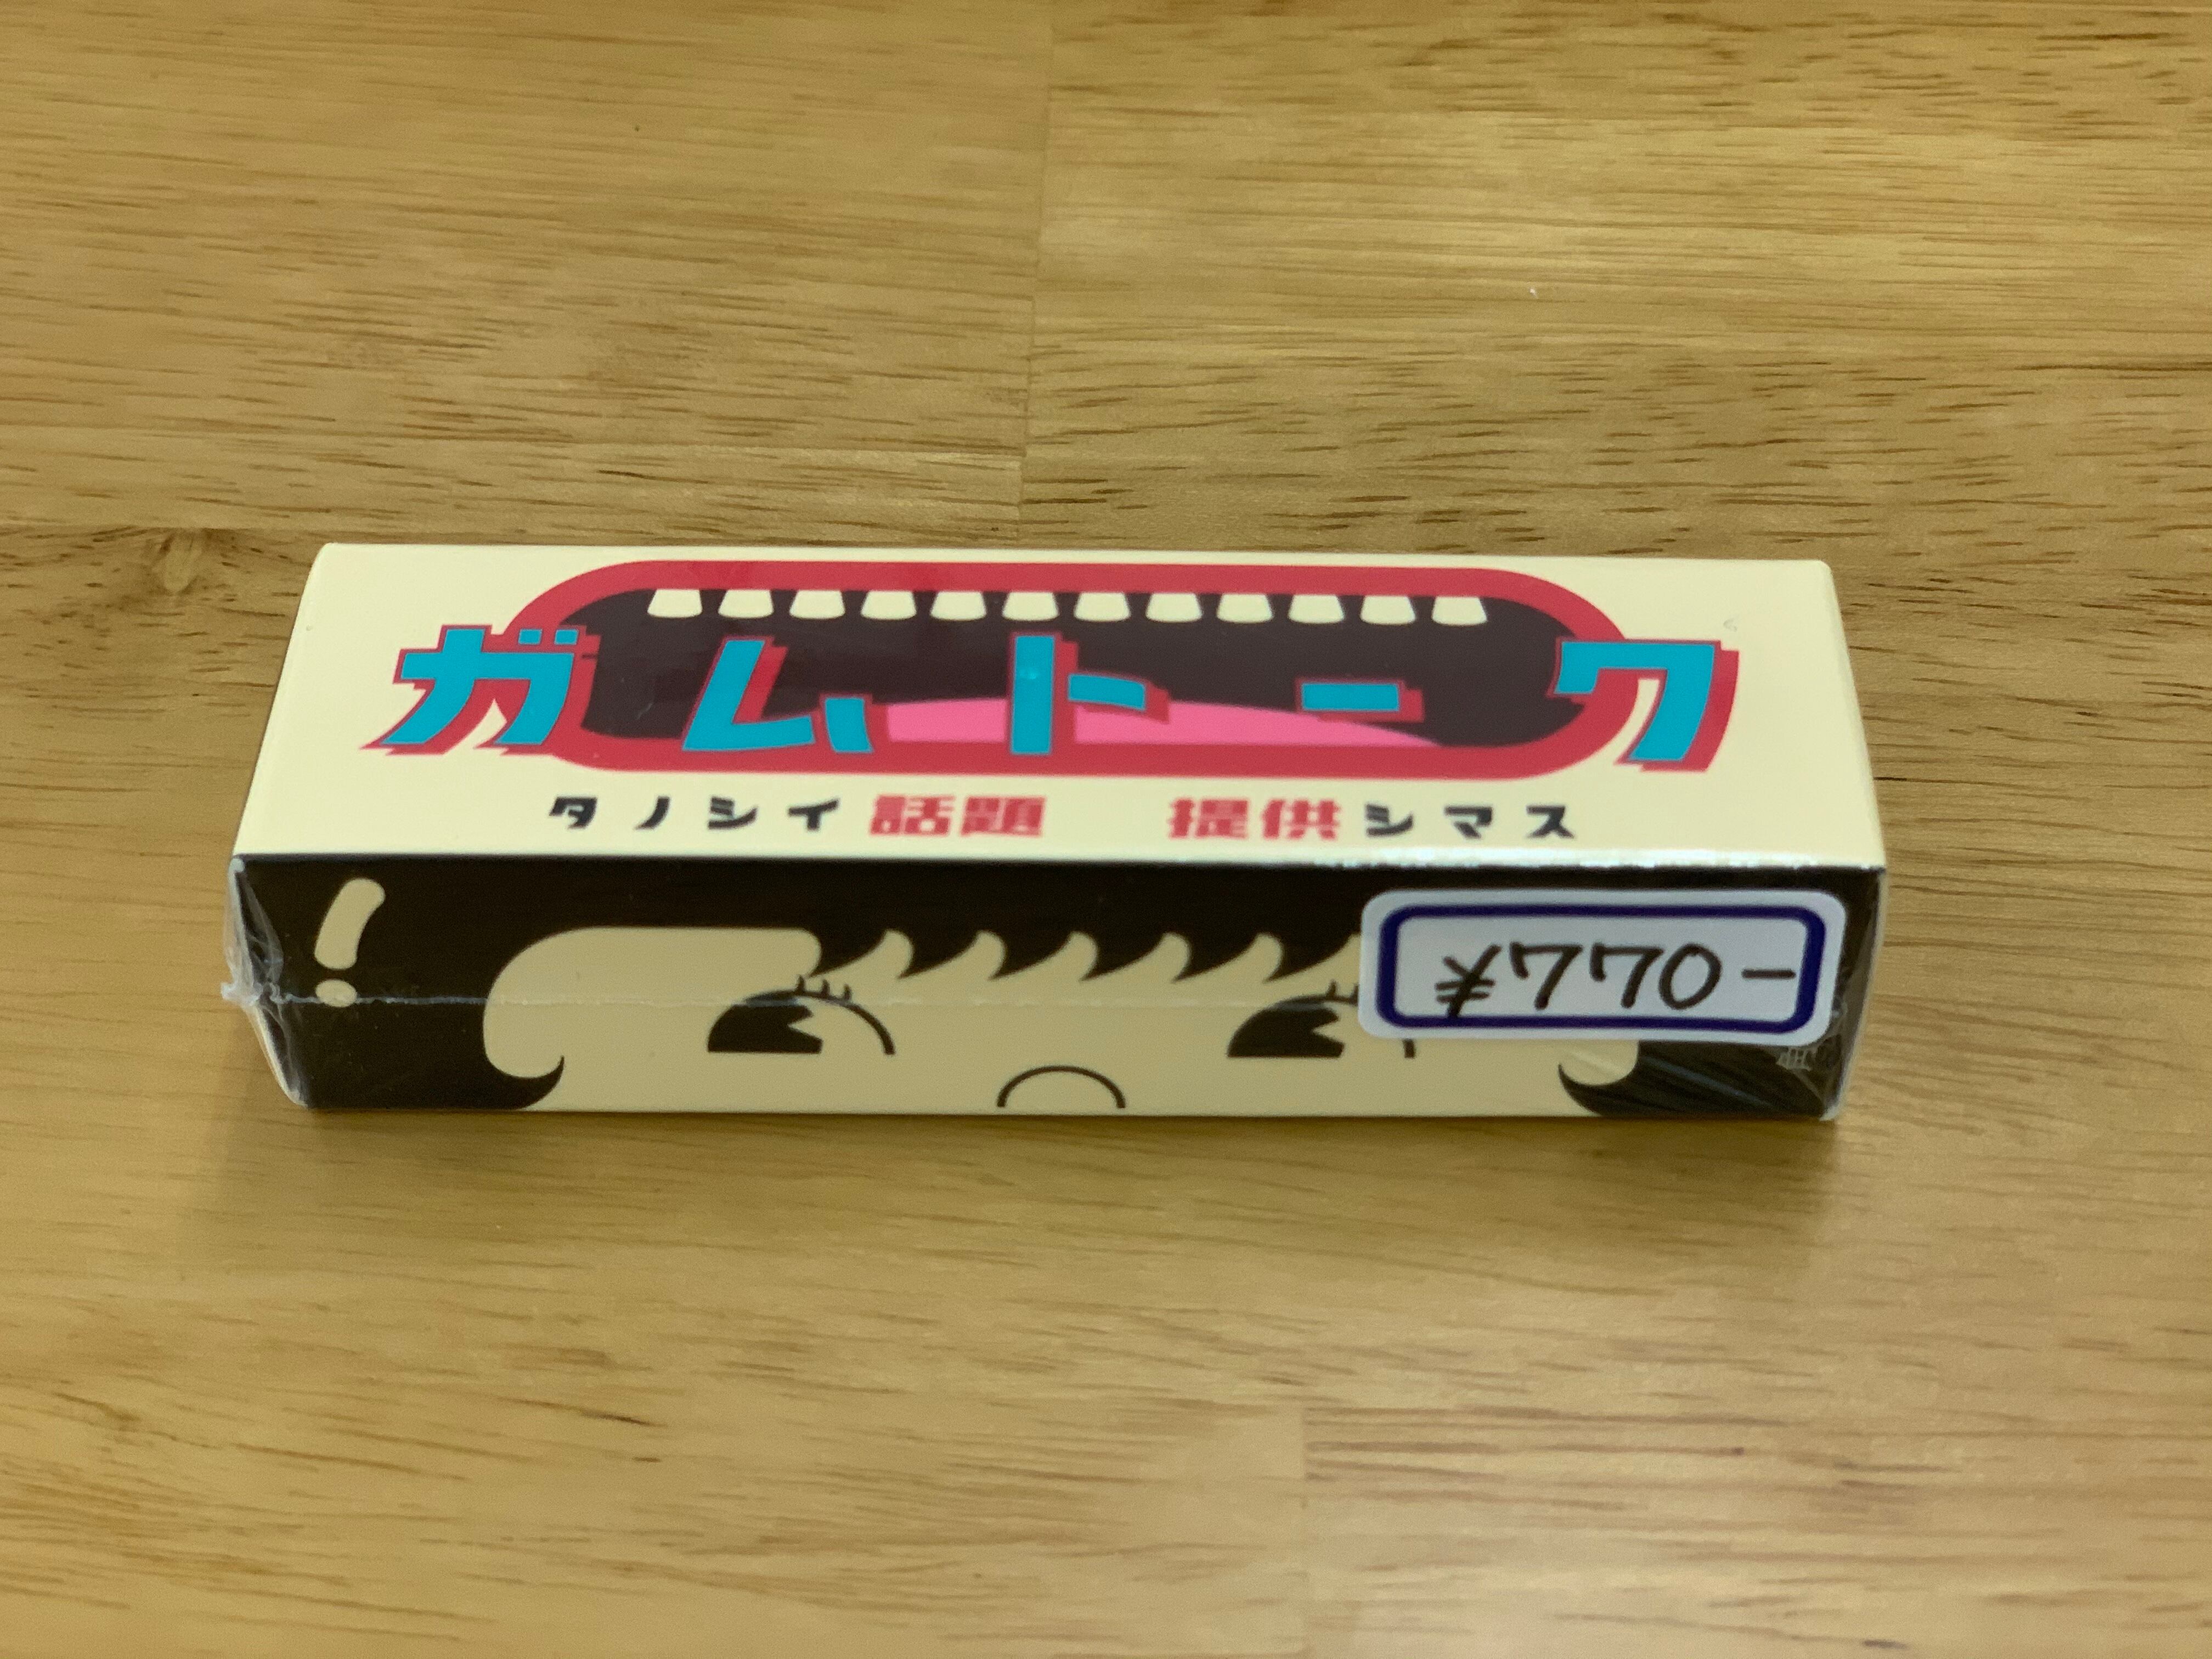 ガムトーク
タノシイ話題 提供シマス
!
¥770-